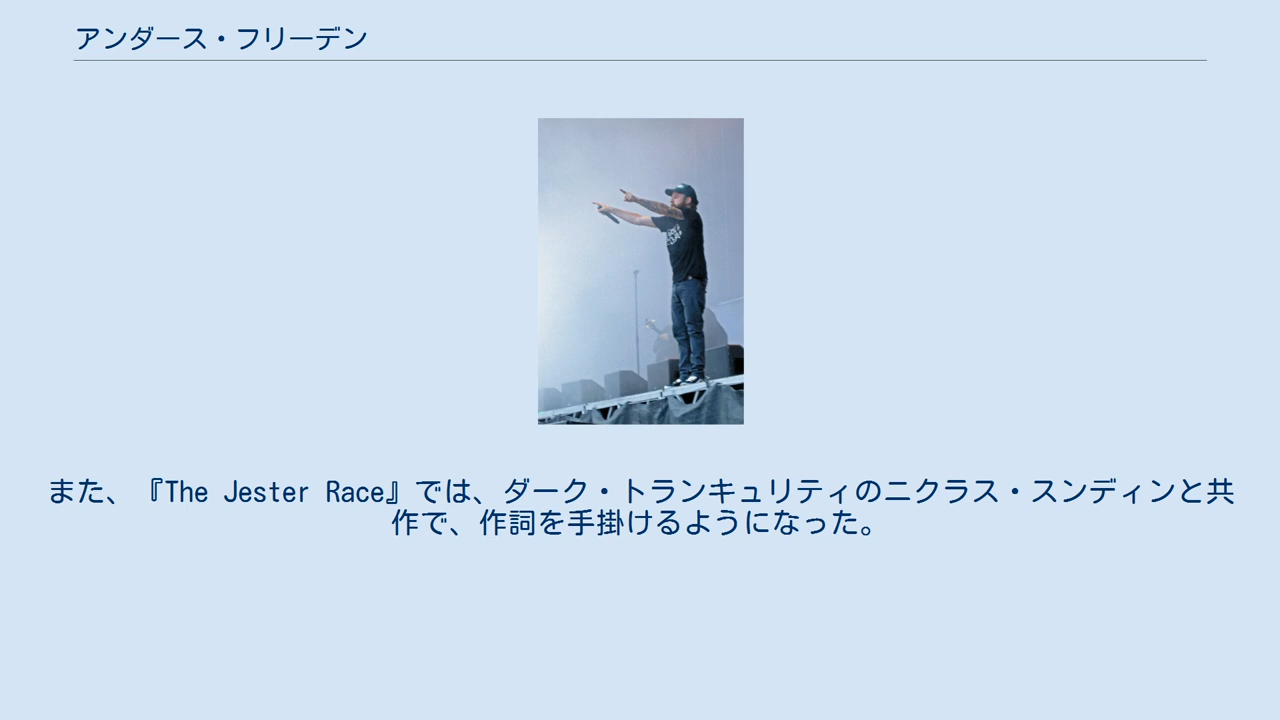 アンダース・フリーデン
また、『The Jester Race』では、ダーク・トランキュリティのニクラス・スンディンと共
作で、作詞を手掛けるようになった。